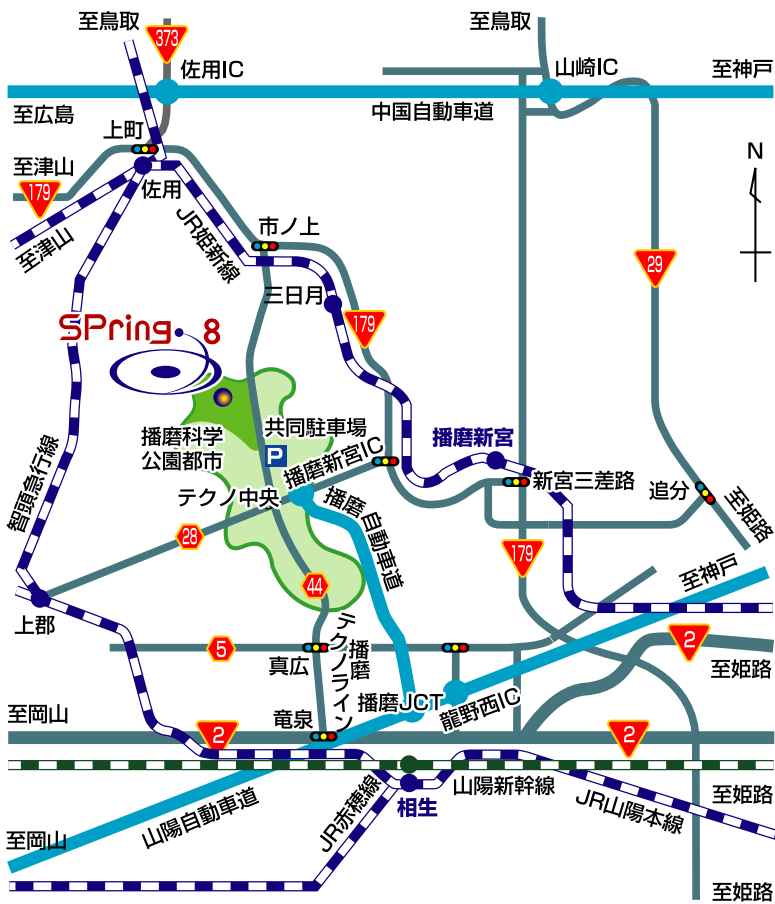 至鳥取
373
佐用IC
至鳥取
山崎IC
至神戸
至広島
中国自動車道
上町
至津山
179
佐用
至津山
JR姫新線
市ノ上
N
29
三日月
179
SPring・8
智頭急行線
播磨科学
公園都市
共同駐車場
P
播磨新宮IC
播磨新宮
テクノ中央
新宮三差路
追分
至姫路
播磨自動車道
28
179
至神戸
44
上郡
5
真広
播磨
テクノライン
2
至姫路
播磨JCT
龍野西IC
至岡山
竜泉
2
2
山陽新幹線
至姫路
相生
JR赤穂線
JR山陽本線
山陽自動車道
至岡山
至姫路